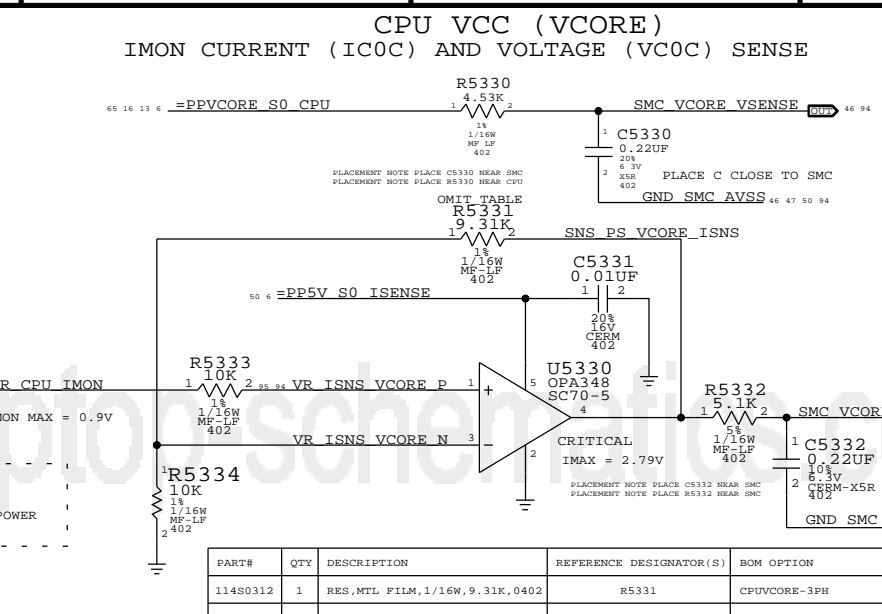 CPU VCC (VCORE)
IMON CURRENT (IC0C) AND VOLTAGE (VC0C) SENSE
65 16 13 6 =PPVCORE_S0_CPU
R5330
4.53K
1 2
1%
1/16W
MF LF
402
SMC_VCORE_VSENSE OUT 46 94
1 C5330
0.22UF
20%
6 3V
2 X5R
402
PLACE C CLOSE TO SMC
GND_SMC_AVSS 46 47 50 94
PLACEMENT NOTE PLACE C5330 NEAR SMC
PLACEMENT NOTE PLACE R5330 NEAR CPU
OMIT_TABLE
R5331
9.31K
1 2
1%
1/16W
MF-LF
402
SNS_PS_VCORE_ISNS
C5331
0.01UF
1 2
20%
16V
CERM
402
50 6 =PP5V_S0_ISENSE
R_CPU_IMON
MON MAX = 0.9V
R5333
10K
1 2
1%
1/16W
MF-LF
402
95 94 VR_ISNS_VCORE_P 1
+
VR_ISNS_VCORE_N 3
-
5
U5330
OPA348
SC70-5
4
2
CRITICAL
IMAX = 2.79V
PLACEMENT NOTE PLACE C5332 NEAR SMC
PLACEMENT NOTE PLACE R5332 NEAR SMC
R5332
5.1K
1 2
5%
1/16W
MF-LF
402
SMC_VCOR
1 C5332
0.22UF
10%
6.3V
2 CERM-X5R
402
GND_SMC
1 R5334
10K
1%
1/16W
MF-LF
2 402
POWER
laptop-schematics.c
PART# QTY DESCRIPTION REFERENCE DESIGNATOR(S) BOM OPTION
114S0312 1 RES,MTL FILM,1/16W,9.31K,0402 R5331 CPUVCORE-3PH